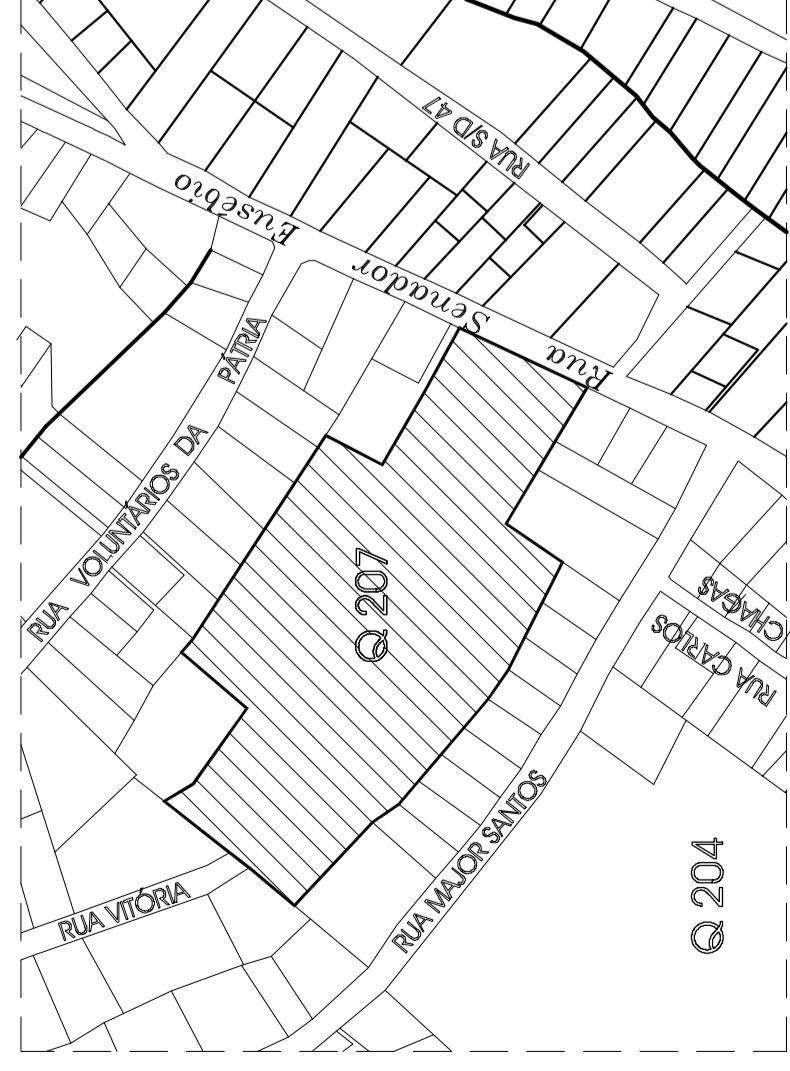 RUA S/D 47
Rua Senador Eusébio
RUA VOLUNTÁRIOS DA PÁTRIA
Q 207
RUA CARLOS CHAGAS
RUA MAJOR SANTOS
Q 204
RUA VITÓRIA